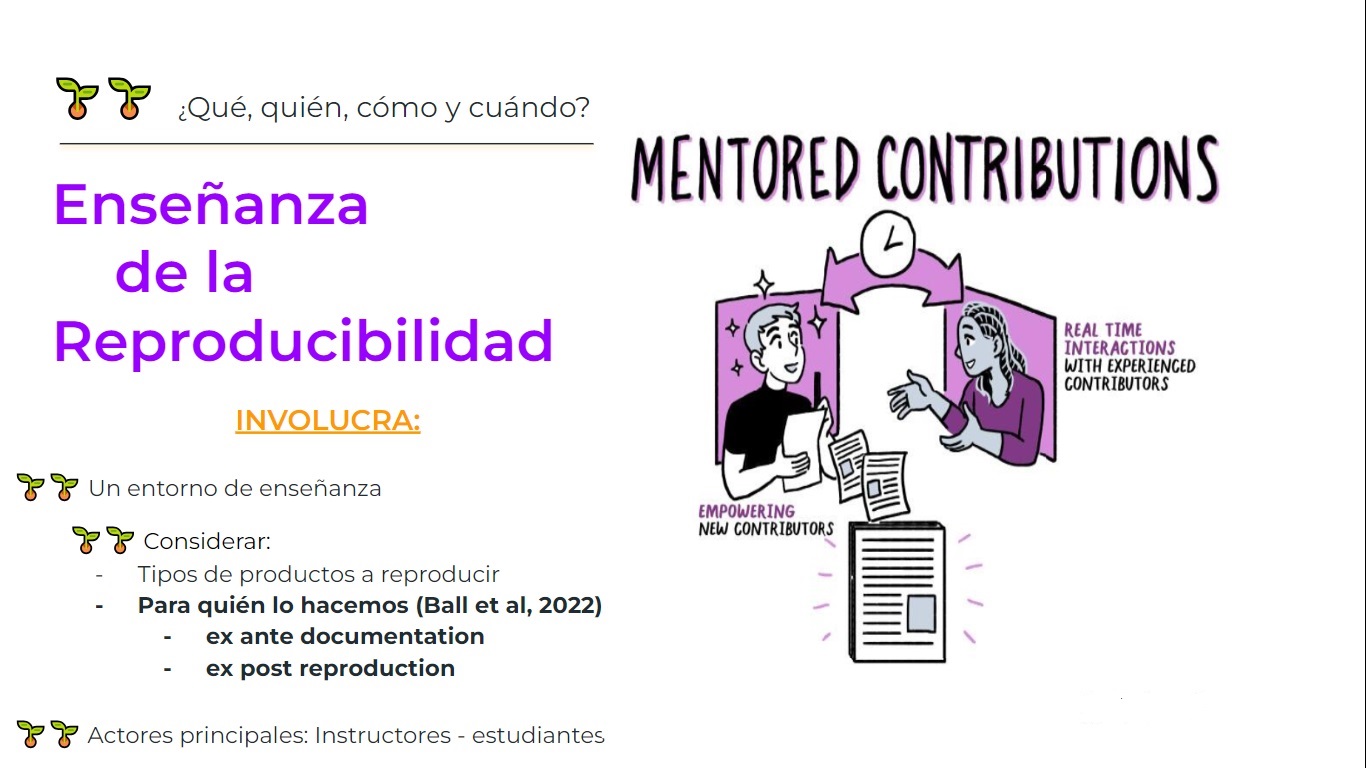 ¿Qué, quién, cómo y cuándo?
Enseñanza
de la
Reproducibilidad
INVOLUCRA:
Un entorno de enseñanza
Considerar:
- Tipos de productos a reproducir
- Para quién lo hacemos (Ball et al, 2022)
- ex ante documentation
- ex post reproduction
Actores principales: Instructores - estudiantes
MENTORED CONTRIBUTIONS
REAL TIME
INTERACTIONS
WITH EXPERIENCED
CONTRIBUTORS
EMPOWERING
NEW CONTRIBUTORS